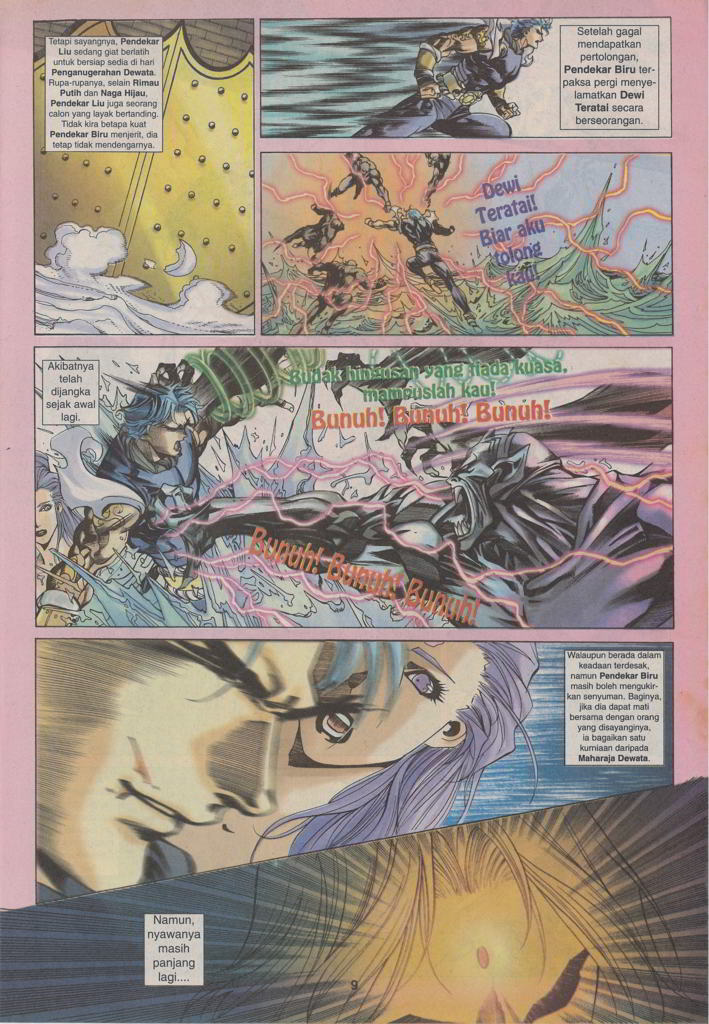 Tetapi sayangnya, Pendekar
Liu sedang giat berlatih
untuk bersiap sedia di hari
Penganugerahan Dewata.
Rupa-rupanya, selain Rimau
Putih dan Naga Hijau,
Pendekar Liu juga seorang
calon yang layak bertanding.
Tidak kira betapa kuat
Pendekar Biru menjerit, dia
tetap tidak mendengarnya.
Setelah gagal
mendapatkan
pertolongan,
Pendekar Biru ter-
paksa pergi menye-
lamatkan Dewi
Teratai secara
berseorangan.
Dewi
Teratai!
Biar aku
tolong
kau!
Akibatnya
telah
dijangka
sejak awal
lagi.
Budak hingusan yang tiada kuasa,
mampuslah kau!
Bunuh! Bunuh! Bunuh!
Bunuh! Bunuh! Bunuh!
Walaupun berada dalam
keadaan terdesak,
namun Pendekar Biru
masih boleh mengukir-
kan senyuman. Baginya,
jika dia dapat mati
bersama dengan orang
yang disayanginya,
ia bagaikan satu
kurniaan daripada
Maharaja Dewata.
Namun,
nyawanya
masih
panjang
lagi....
9